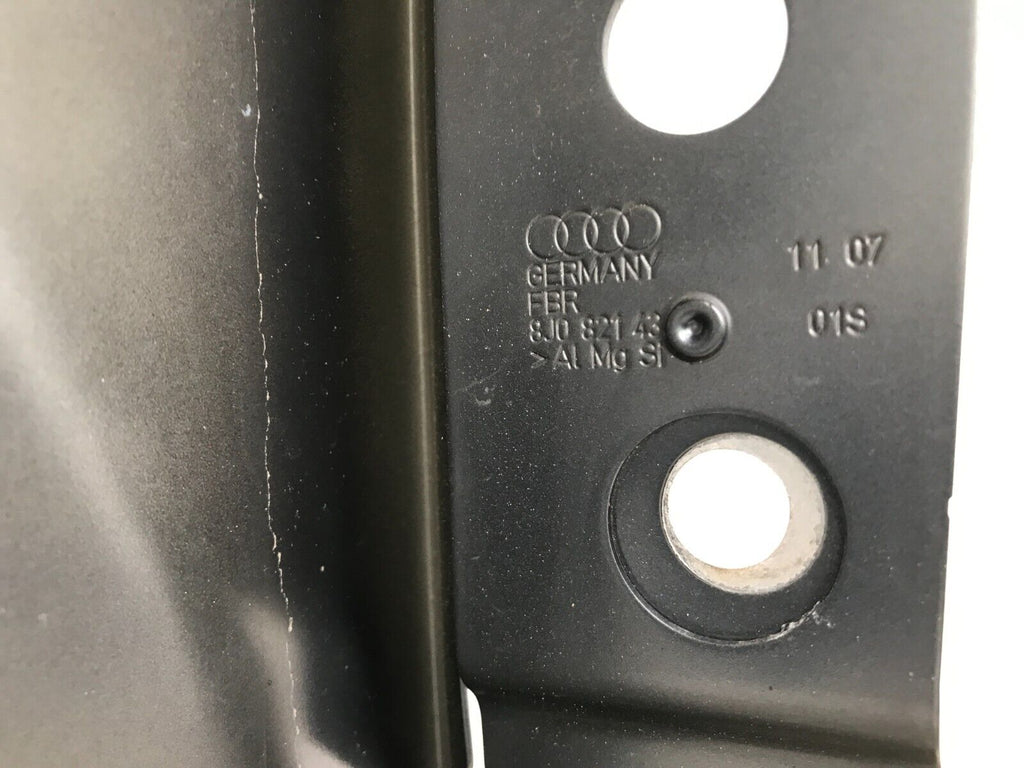 GERMANY
FBR
8J0 821 43
>Al Mg Si
11 07
01S